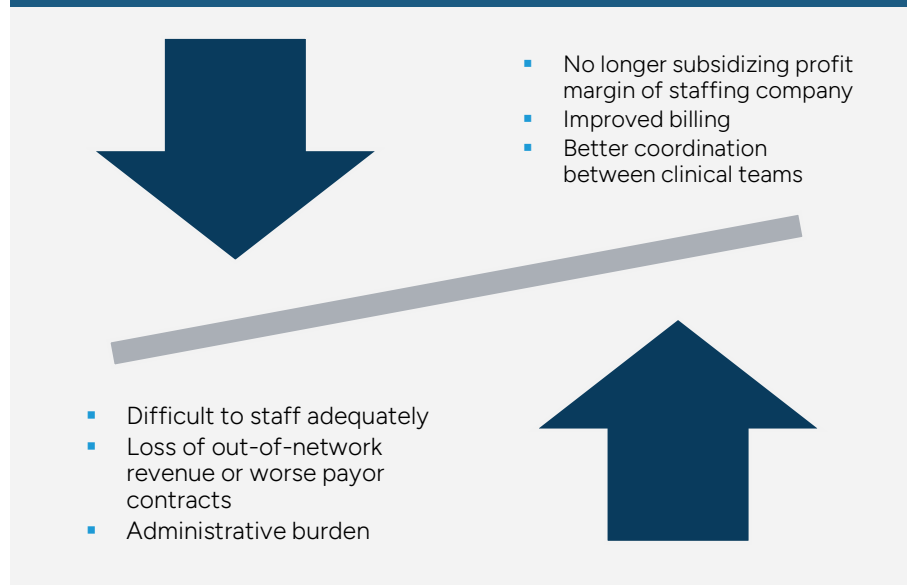 No longer subsidizing profit
margin of staffing company
Improved billing
Better coordination
between clinical teams
Difficult to staff adequately
Loss of out-of-network
revenue or worse payor
contracts
Administrative burden